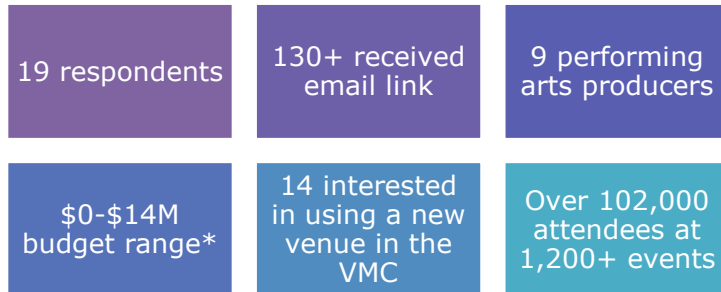 19 respondents
130+ received
email link
9 performing
arts producers
$0-$14M
budget range*
14 interested
in using a new
venue in the
VMC
Over 102,000
attendees at
1,200+ events